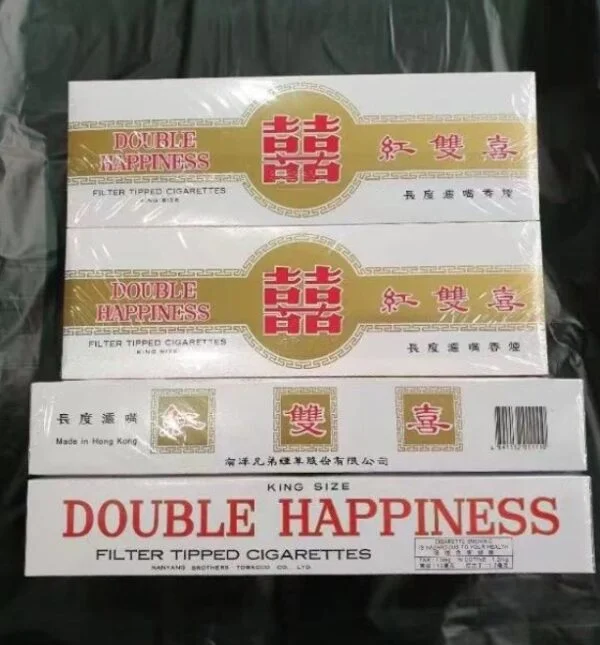 DOUBLE
HAPPINESS
囍
紅雙喜
FILTER TIPPED CIGARETTES
KING SIZE
長度濾嘴香煙
DOUBLE
HAPPINESS
囍
紅雙喜
FILTER TIPPED CIGARETTES
KING SIZE
長度濾嘴香煙
長度濾嘴
紅
雙
喜
Made in Hong Kong
南洋兄弟煙草股份有限公司
KING SIZE
DOUBLE HAPPINESS
FILTER TIPPED CIGARETTES
NANYANG BROTHERS TOBACCO CO., LTD
CIGARETTE SMOKING
IS HAZARDOUS TO YOUR HEALTH